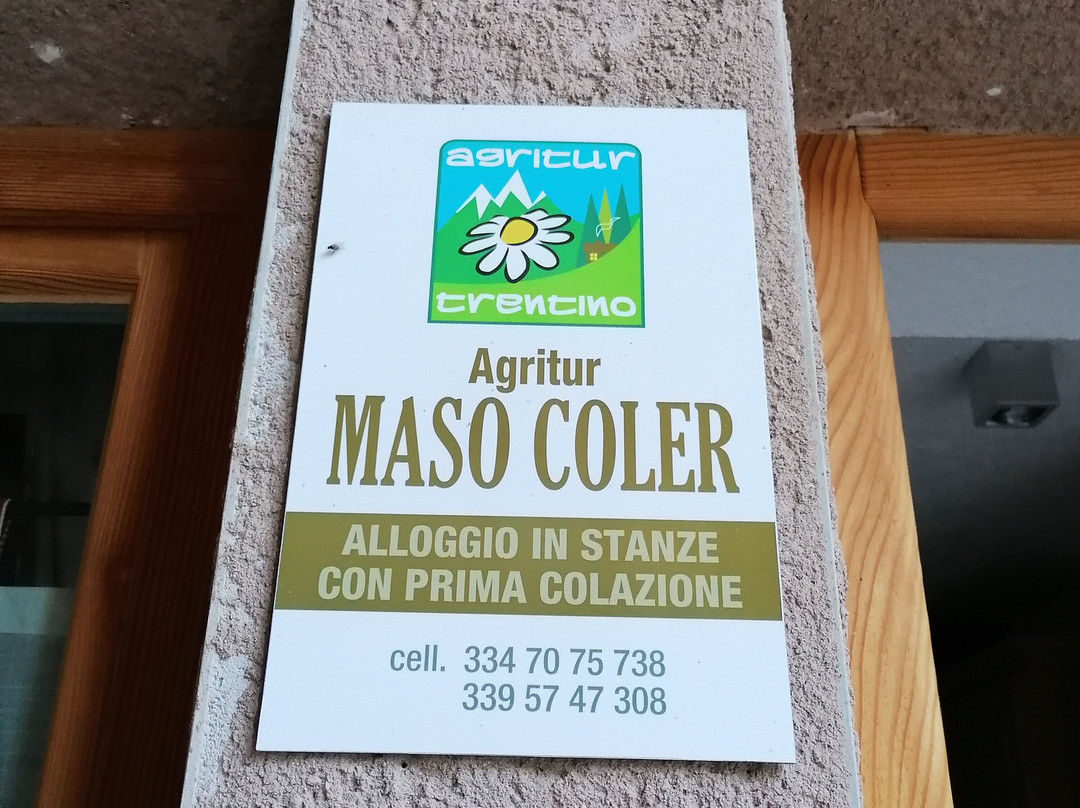 agritur
trentino
Agritur
MASO COLER
ALLOGGIO IN STANZE
CON PRIMA COLAZIONE
cell. 334 70 75 738
339 57 47 308